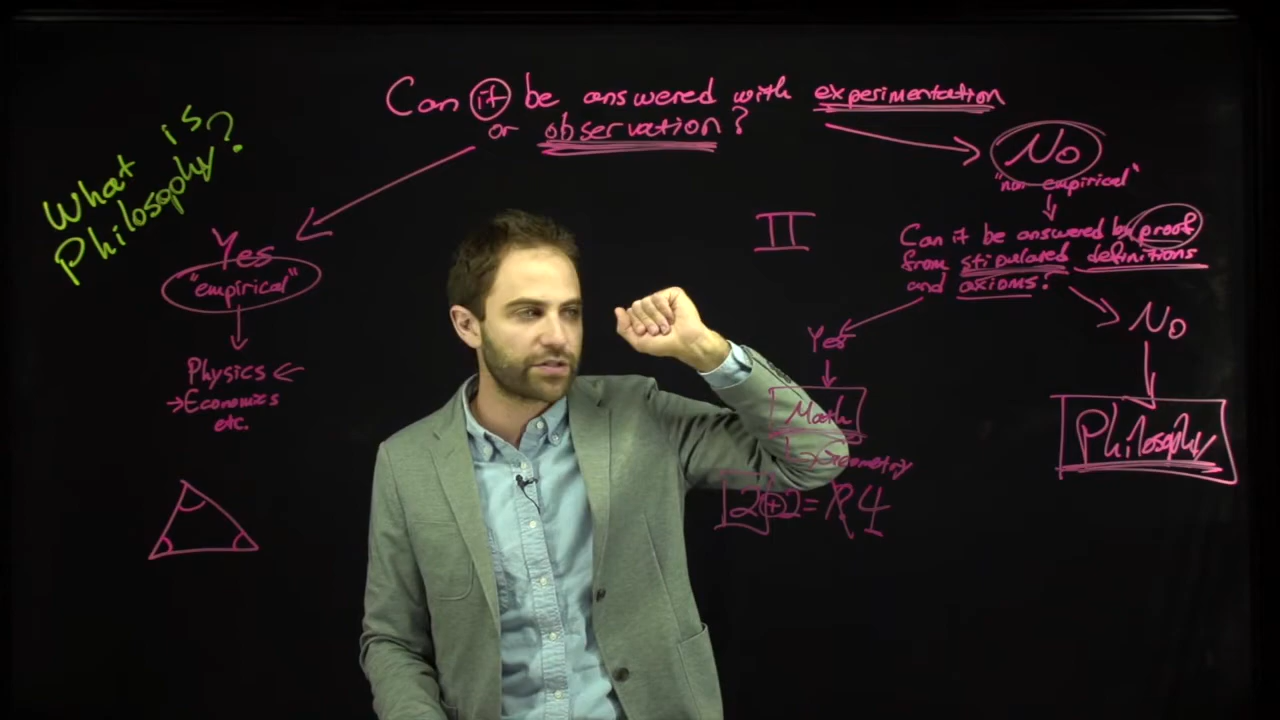 What is
Philosophy?
Can it be answered with experimentation
or observation?
Yes
"empirical"
Physics
Economics
etc.
No
"non empirical"
Can it be answered by proof
from stipulated definitions
and axioms?
Yes
Math
Geometry
2+2= 4
No
Philosophy